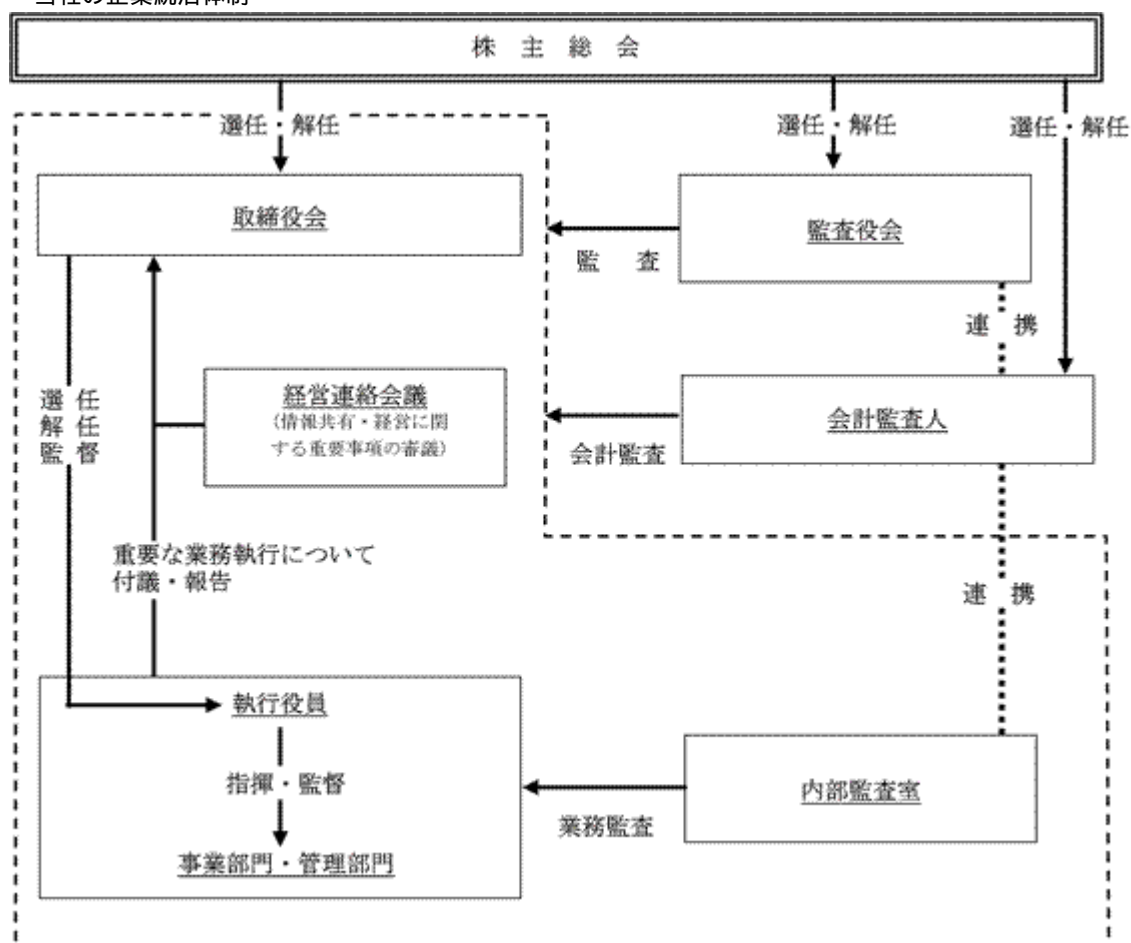 当社の企業統治体制
株 主 総 会
選任・解任
選任・解任
選任・解任
取締役会
監査役会
監 査
連 携
経営連絡会議
(情報共有・経営に関
する重要事項の審議)
選 任
解 任
監 督
会計監査人
会計監査
重要な業務執行について
付議・報告
連 携
執行役員
指揮・監督
事業部門・管理部門
内部監査室
業務監査